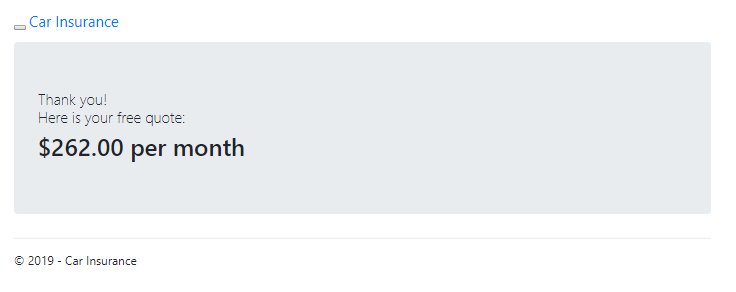 Car Insurance
Thank you!
Here is your free quote:
$262.00 per month
© 2019 - Car Insurance